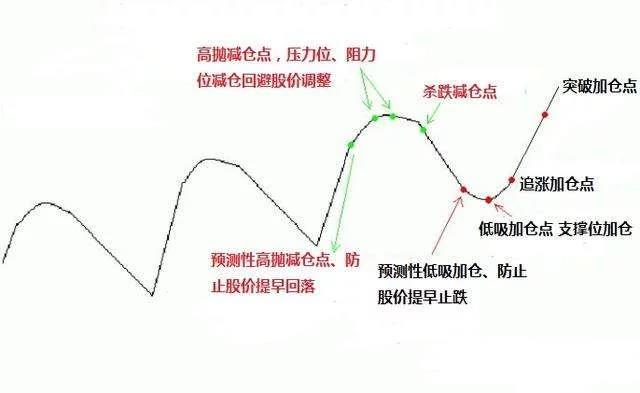 高抛减仓点，压力位、阻力
位减仓回避股价调整
杀跌减仓点
突破加仓点
追涨加仓点
低吸加仓点 支撑位加仓
预测性高抛减仓点、防
止股价提早回落
预测性低吸加仓、防止
股价提早止跌